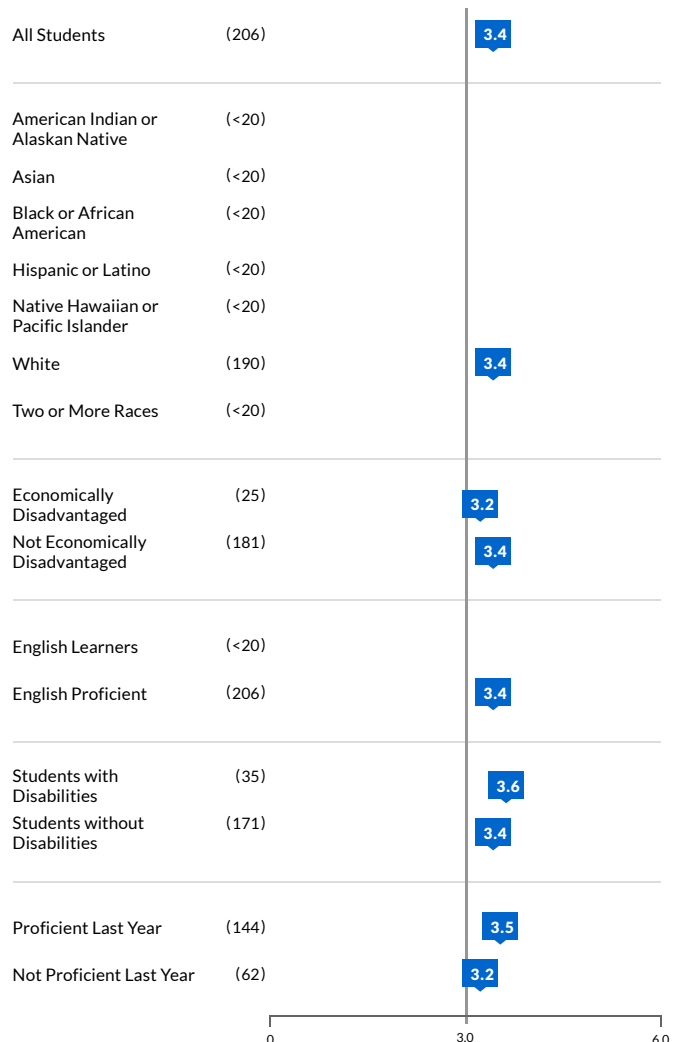 All Students (206) 3.4
American Indian or (<20)
Alaskan Native
Asian (<20)
Black or African (<20)
American
Hispanic or Latino (<20)
Native Hawaiian or (<20)
Pacific Islander
White (190) 3.4
Two or More Races (<20)
Economically (25) 3.2
Disadvantaged
Not Economically (181) 3.4
Disadvantaged
English Learners (<20)
English Proficient (206) 3.4
Students with (35) 3.6
Disabilities
Students without (171) 3.4
Disabilities
Proficient Last Year (144) 3.5
Not Proficient Last Year (62) 3.2
0 3.0 6.0